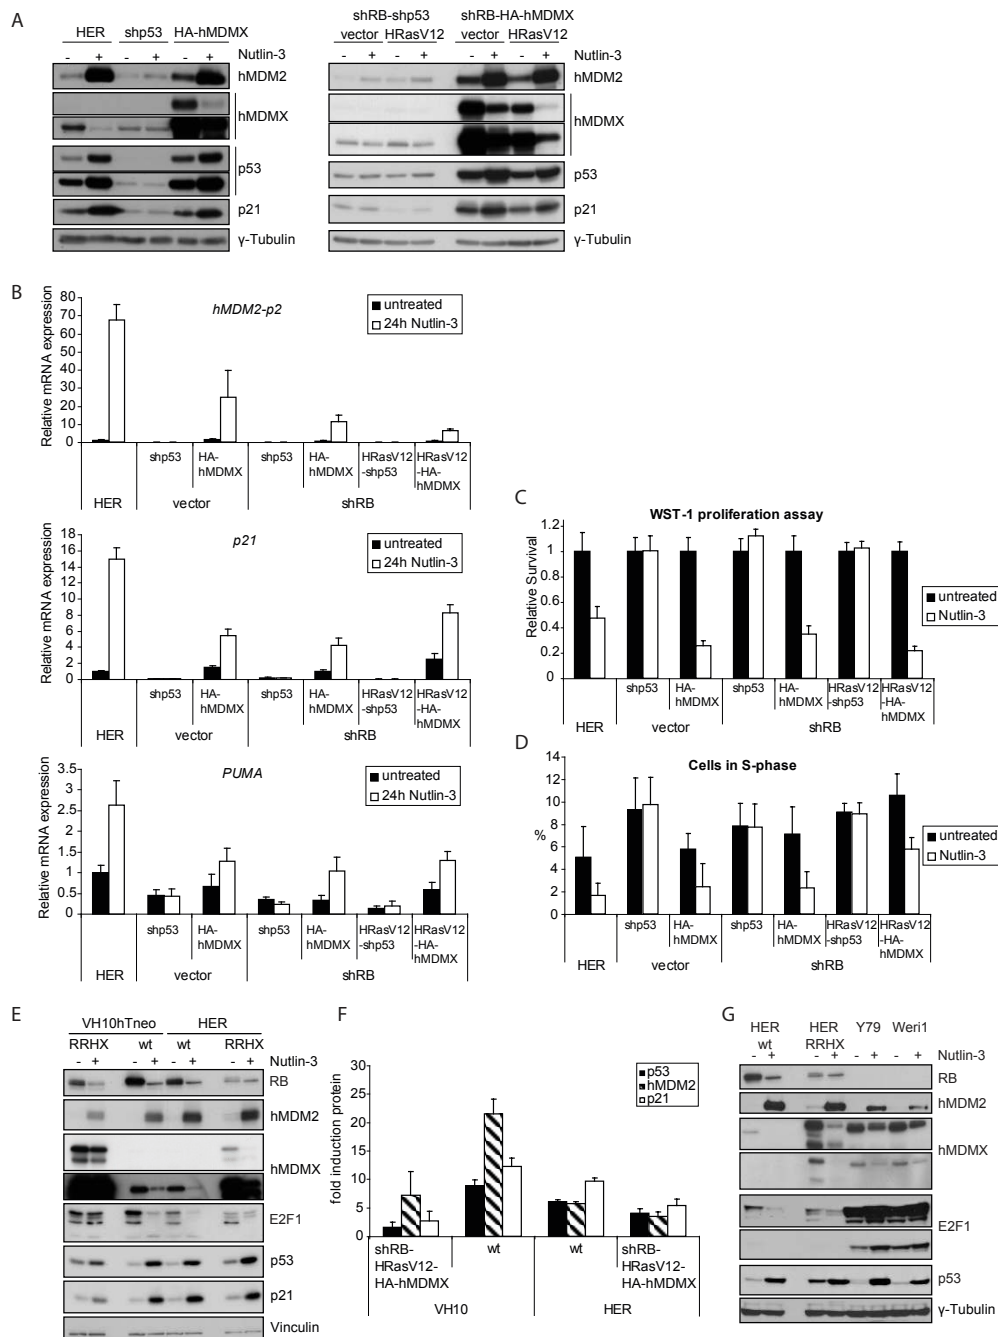 A
HER shp53 HA-hMDMX
- + - + - + Nutlin-3
hMDM2
hMDMX
p53
p21
γ-Tubulin
shRB-shp53 shRB-HA-hMDMX
vector HRasV12 vector HRasV12
- + - + - + - + Nutlin-3
hMDM2
hMDMX
p53
p21
γ-Tubulin
B
hMDM2-p2
untreated
24h Nutlin-3
Relative mRNA expression
80
70
60
50
40
30
20
10
0
shp53 HA-hMDMX shp53 HA-hMDMX HRasV12-shp53 HRasV12-HA-hMDMX
HER vector shRB
p21
untreated
24h Nutlin-3
Relative mRNA expression
18
16
14
12
10
8
6
4
2
0
shp53 HA-hMDMX shp53 HA-hMDMX HRasV12-shp53 HRasV12-HA-hMDMX
HER vector shRB
PUMA
untreated
24h Nutlin-3
Relative mRNA expression
3.5
3
2.5
2
1.5
1
0.5
0
shp53 HA-hMDMX shp53 HA-hMDMX HRasV12-shp53 HRasV12-HA-hMDMX
HER vector shRB
C
WST-1 proliferation assay
Relative Survival
1.2
1
0.8
0.6
0.4
0.2
0
untreated
Nutlin-3
shp53 HA-hMDMX shp53 HA-hMDMX HRasV12-shp53 HRasV12-HA-hMDMX
HER vector shRB
D
Cells in S-phase
%
14
12
10
8
6
4
2
0
untreated
Nutlin-3
shp53 HA-hMDMX shp53 HA-hMDMX HRasV12-shp53 HRasV12-HA-hMDMX
HER vector shRB
E
VH10hTneo HER
RRHX wt wt RRHX
- + - + - + - + Nutlin-3
RB
hMDM2
hMDMX
E2F1
p53
p21
Vinculin
F
p53
hMDM2
p21
fold induction protein
30
25
20
15
10
5
0
shRB-HRasV12-HA-hMDMX wt wt shRB-HRasV12-HA-hMDMX
VH10 HER
G
HER wt HER RRHX Y79 Weri1
- + - + - + - + Nutlin-3
RB
hMDM2
hMDMX
E2F1
p53
γ-Tubulin